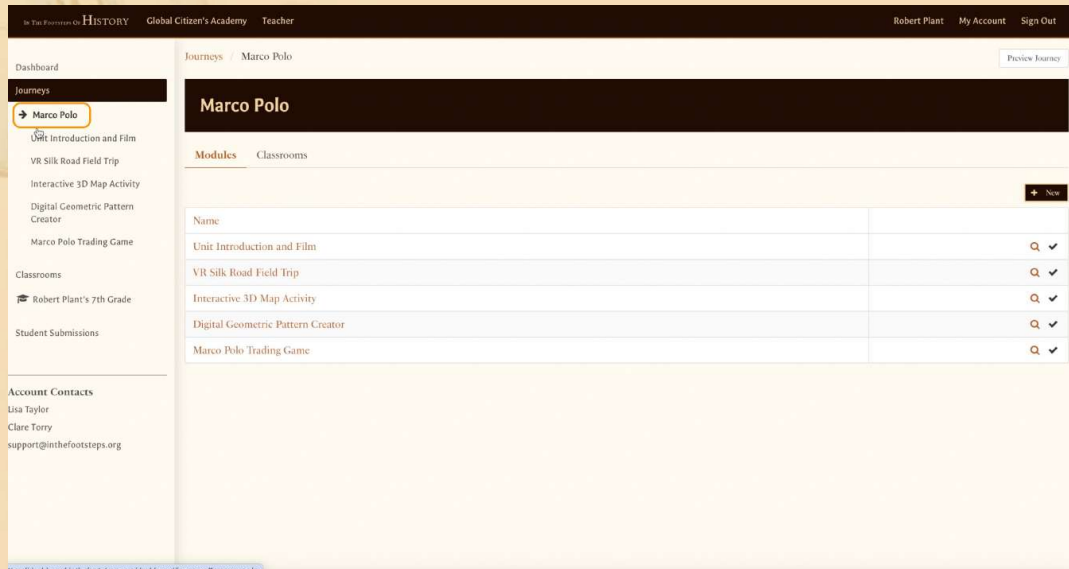 IN THE FOOTSTEPS OF HISTORY Global Citizen's Academy Teacher Robert Plant My Account Sign Out
Dashboard
Journeys
Marco Polo
Unit Introduction and Film
VR Silk Road Field Trip
Interactive 3D Map Activity
Digital Geometric Pattern
Creator
Marco Polo Trading Game
Classrooms
Robert Plant's 7th Grade
Student Submissions
Account Contacts
Lisa Taylor
Clare Torry
support@inthefootsteps.org
Journeys / Marco Polo
Preview Journey
Marco Polo
Modules Classrooms
+ New
Name
Unit Introduction and Film
VR Silk Road Field Trip
Interactive 3D Map Activity
Digital Geometric Pattern Creator
Marco Polo Trading Game